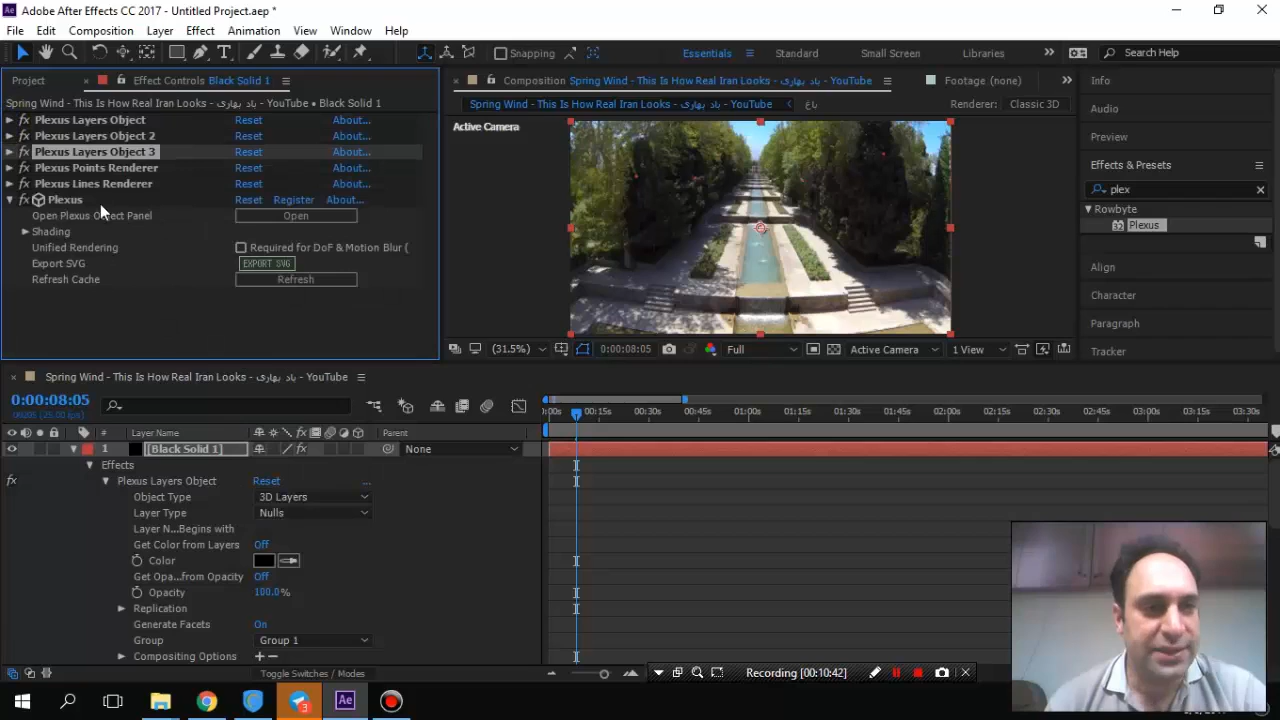 Adobe After Effects CC 2017 - Untitled Project.aep *
File Edit Composition Layer Effect Animation View Window Help
Snapping Essentials Standard Small Screen Libraries Search Help
Project Effect Controls Black Solid 1
Composition Spring Wind - This Is How Real Iran Looks - باد بهاری - YouTube Footage (none)
Spring Wind - This Is How Real Iran Looks - باد بهاری - YouTube • Black Solid 1
Spring Wind - This Is How Real Iran Looks - باد بهاری - YouTube باغ Renderer: Classic 3D
Active Camera
Plexus Layers Object Reset About...
Plexus Layers Object 2 Reset About...
Plexus Layers Object 3 Reset About...
Plexus Points Renderer Reset About...
Plexus Lines Renderer Reset About...
Plexus Reset Register About...
Open Plexus Object Panel Open
Shading
Unified Rendering Required for DoF & Motion Blur (
Export SVG EXPORT SVG
Refresh Cache Refresh
Info
Audio
Preview
Effects & Presets
plex
Rowbyte
32 Plexus
Align
Character
Paragraph
Tracker
(31.5%) 0:00:08:05 Full Active Camera 1 View
Spring Wind - This Is How Real Iran Looks - باد بهاری - YouTube
0:00:08:05
:00s 00:15s 00:30s 00:45s 01:00s 01:15s 01:30s 01:45s 02:00s 02:15s 02:30s 02:45s 03:00s 03:15s 03:30s
# Layer Name Parent
1 [Black Solid 1] None
Effects
fx Plexus Layers Object Reset ...
Object Type 3D Layers
Layer Type Nulls
Layer N...Begins with
Get Color from Layers Off
Color
Get Opa...from Opacity Off
Opacity 100.0%
Replication
Generate Facets On
Group Group 1
Compositing Options + −
Toggle Switches / Modes
Recording [00:10:42]
3
Ae